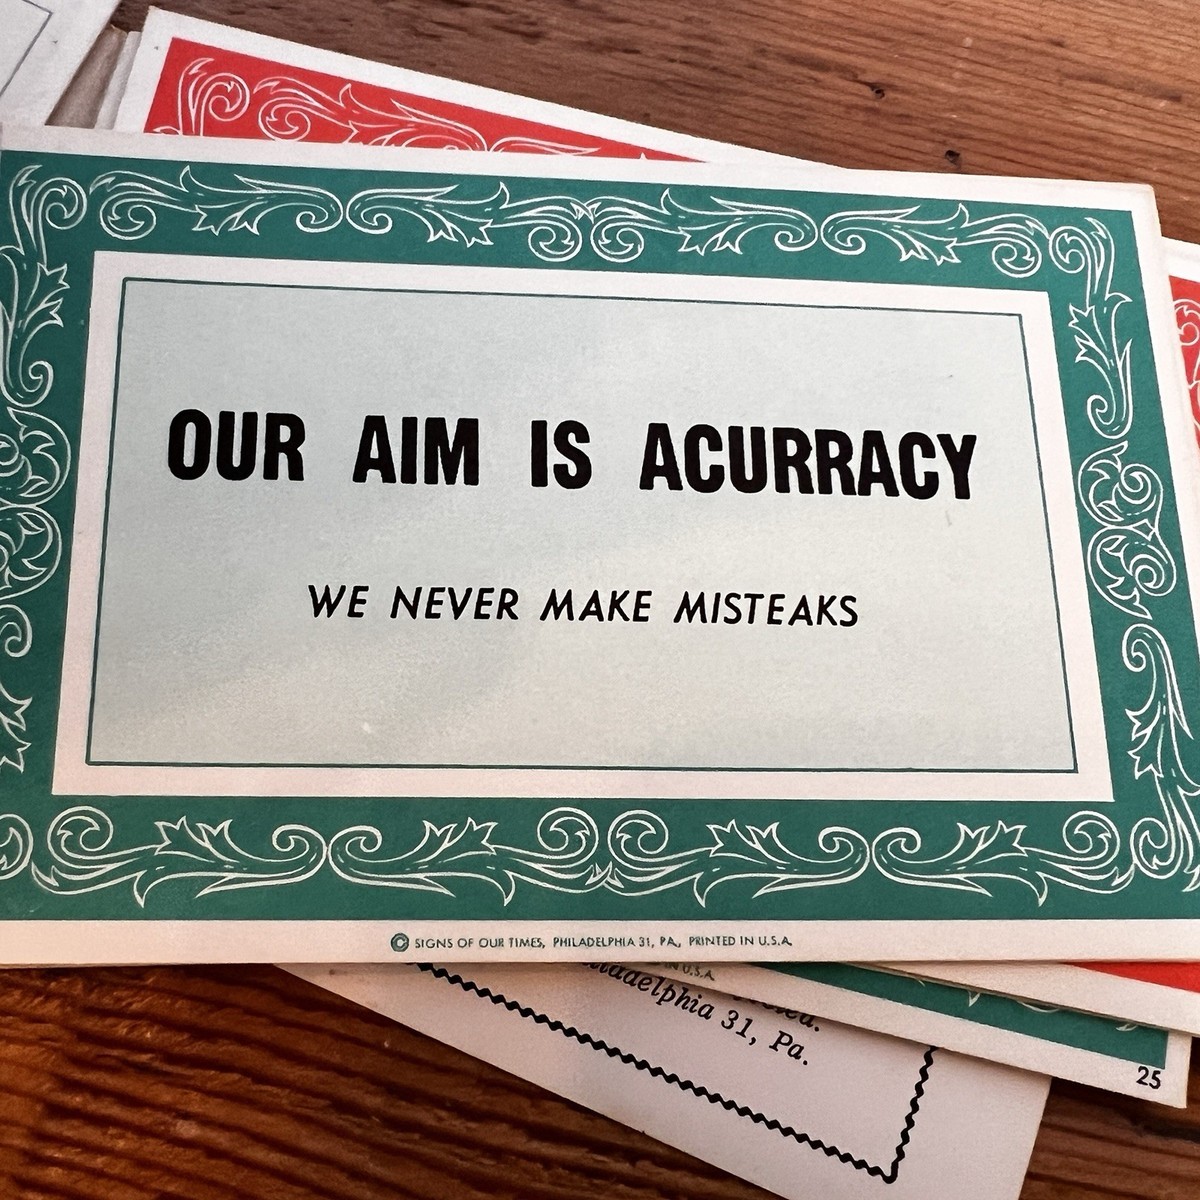 OUR AIM IS ACURRACY
WE NEVER MAKE MISTEAKS
© SIGNS OF OUR TIMES, PHILADELPHIA 31, PA., PRINTED IN U.S.A.
IN U.S.A.
31, Pa.
25